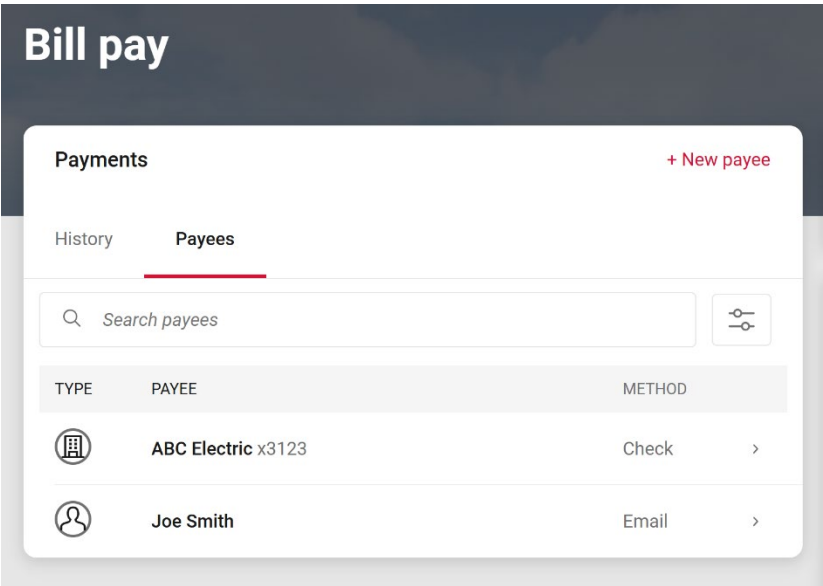 Bill pay
Payments + New payee
History Payees
Search payees
TYPE PAYEE METHOD
ABC Electric x3123 Check
Joe Smith Email